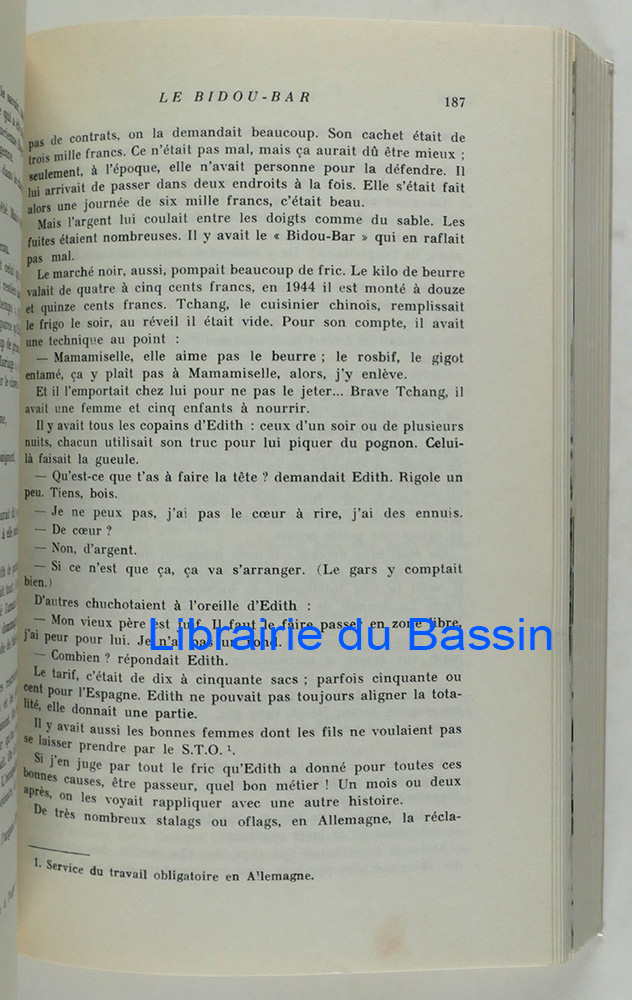 LE BIDOU-BAR 187
pas de contrats, on la demandait beaucoup. Son cachet était de
trois mille francs. Ce n'était pas mal, mais ça aurait dû être mieux ;
seulement, à l'époque, elle n'avait personne pour la défendre. Il
lui arrivait de passer dans deux endroits à la fois. Elle s'était fait
alors une journée de six mille francs, c'était beau.
Mais l'argent lui coulait entre les doigts comme du sable. Les
fuites étaient nombreuses. Il y avait le « Bidou-Bar » qui en raflait
pas mal.
Le marché noir, aussi, pompait beaucoup de fric. Le kilo de beurre
valait de quatre à cinq cents francs, en 1944 il est monté à douze
et quinze cents francs. Tchang, le cuisinier chinois, remplissait
le frigo le soir, au réveil il était vide. Pour son compte, il avait
une technique au point :
— Mamamiselle, elle aime pas le beurre ; le rosbif, le gigot
entamé, ça y plaît pas à Mamamiselle, alors, j'y enlève.
Et il l'emportait chez lui pour ne pas le jeter... Brave Tchang, il
avait une femme et cinq enfants à nourrir.
Il y avait tous les copains d'Edith : ceux d'un soir ou de plusieurs
nuits, chacun utilisait son truc pour lui piquer du pognon. Celui-
là faisait la gueule.
— Qu'est-ce que t'as à faire la tête ? demandait Edith. Rigole un
peu. Tiens, bois.
— Je ne peux pas, j'ai pas le cœur à rire, j'ai des ennuis.
— De cœur ?
— Non, d'argent.
— Si ce n'est que ça, ça va s'arranger. (Le gars y comptait
bien.)
D'autres chuchotaient à l'oreille d'Edith :
— Mon vieux père est juif. Il faut le faire passer en zone libre,
j'ai peur pour lui. Je n'ai pas un rond.
Librairie du Bassin
— Combien ? répondait Edith.
Le tarif, c'était de dix à cinquante sacs ; parfois cinquante ou
cent pour l'Espagne. Edith ne pouvait pas toujours aligner la tota-
lité, elle donnait une partie.
Il y avait aussi les bonnes femmes dont les fils ne voulaient pas
se laisser prendre par le S.T.O. ¹.
Si j'en juge par tout le fric qu'Edith a donné pour toutes ces
bonnes causes, être passeur, quel bon métier ! Un mois ou deux
après, on les voyait rappliquer avec une autre histoire.
De très nombreux stalags ou oflags, en Allemagne, la récla-
1. Service du travail obligatoire en Allemagne.